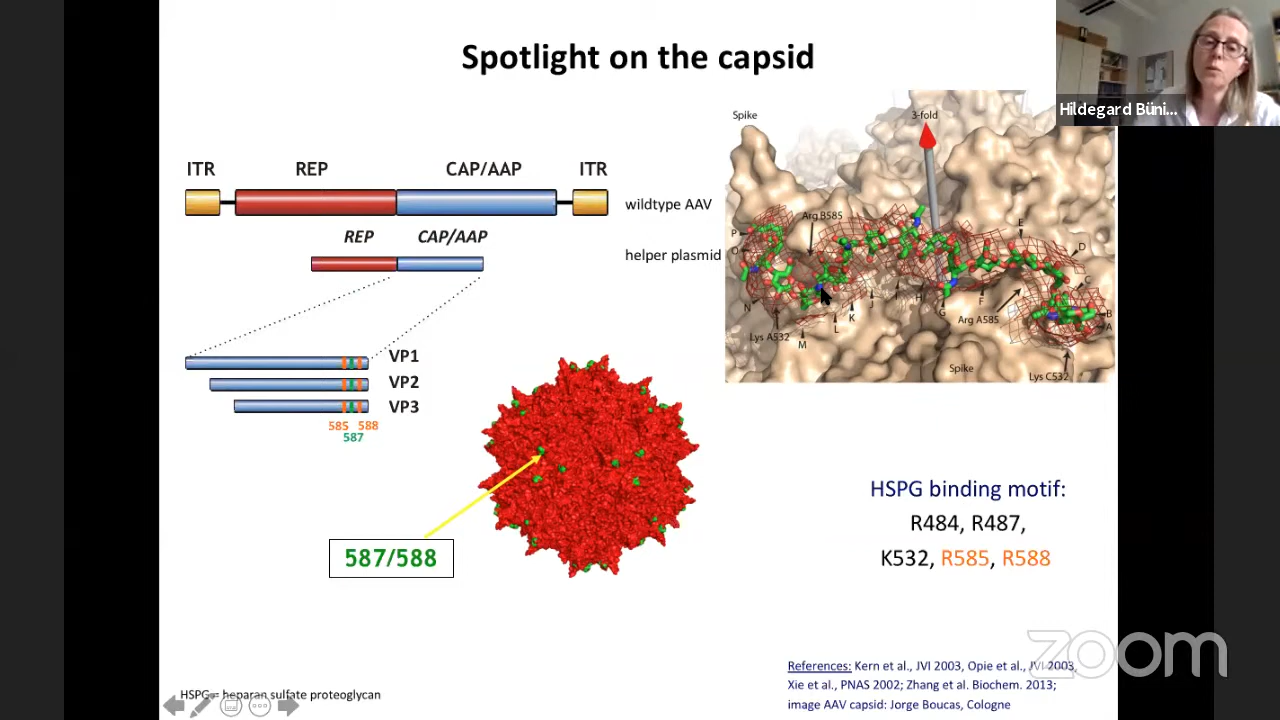 Spotlight on the capsid
Hildegard Büni...
ITR REP CAP/AAP ITR
wildtype AAV
REP CAP/AAP
helper plasmid
VP1
VP2
VP3
585 588
587
587/588
Spike
3-fold
Arg B585
E
P
D
O
C
N
I
H
J
F
G
B
K
A
L
Arg A585
Lys A532
M
Spike
Lys C532
HSPG binding motif:
R484, R487,
K532, R585, R588
zoom
References: Kern et al., JVI 2003, Opie et al., JVI 2003,
Xie et al., PNAS 2002; Zhang et al. Biochem. 2013;
image AAV capsid: Jorge Boucas, Cologne
HSPG = heparan sulfate proteoglycan